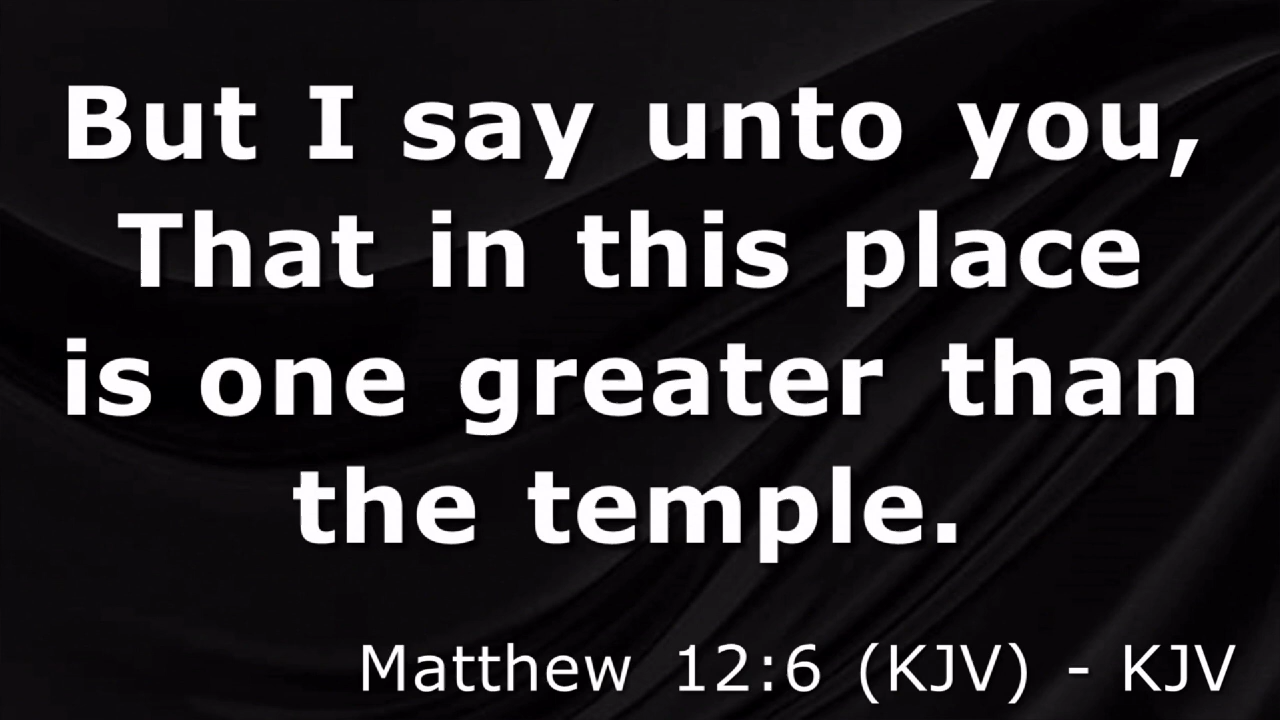 But I say unto you,
That in this place
is one greater than
the temple.
Matthew 12:6 (KJV) - KJV